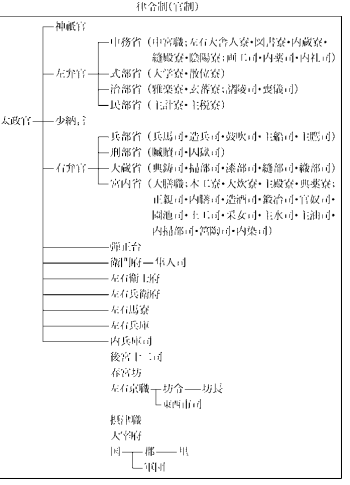 律令制(官制)
神祇官
中務省(中宮職;左右大舎人寮・図書寮・内蔵寮・
縫殿寮・陰陽寮;画工司・内薬司・内礼司)
左弁官
式部省(大学寮・散位寮)
治部省(雅楽寮・玄蕃寮;諸陵司・喪儀司)
民部省(主計寮・主税寮)
太政官
少納言
兵部省(兵馬司・造兵司・鼓吹司・主船司・主鷹司)
刑部省(贓贖司・囚獄司)
右弁官
大蔵省(典鋳司・掃部司・漆部司・縫部司・織部司)
宮内省(大膳職;木工寮・大炊寮・主殿寮・典薬寮;
正親司・内膳司・造酒司・鍛冶司・官奴司・
園池司・土工司・采女司・主水司・主油司・
内掃部司・筥陶司・内染司)
弾正台
衛門府
隼人司
左右衛士府
左右兵衛府
左右馬寮
左右兵庫
内兵庫司
後宮十二司
春宮坊
左右京職
坊令
坊長
東西市司
摂津職
大宰府
国
郡
里
軍団